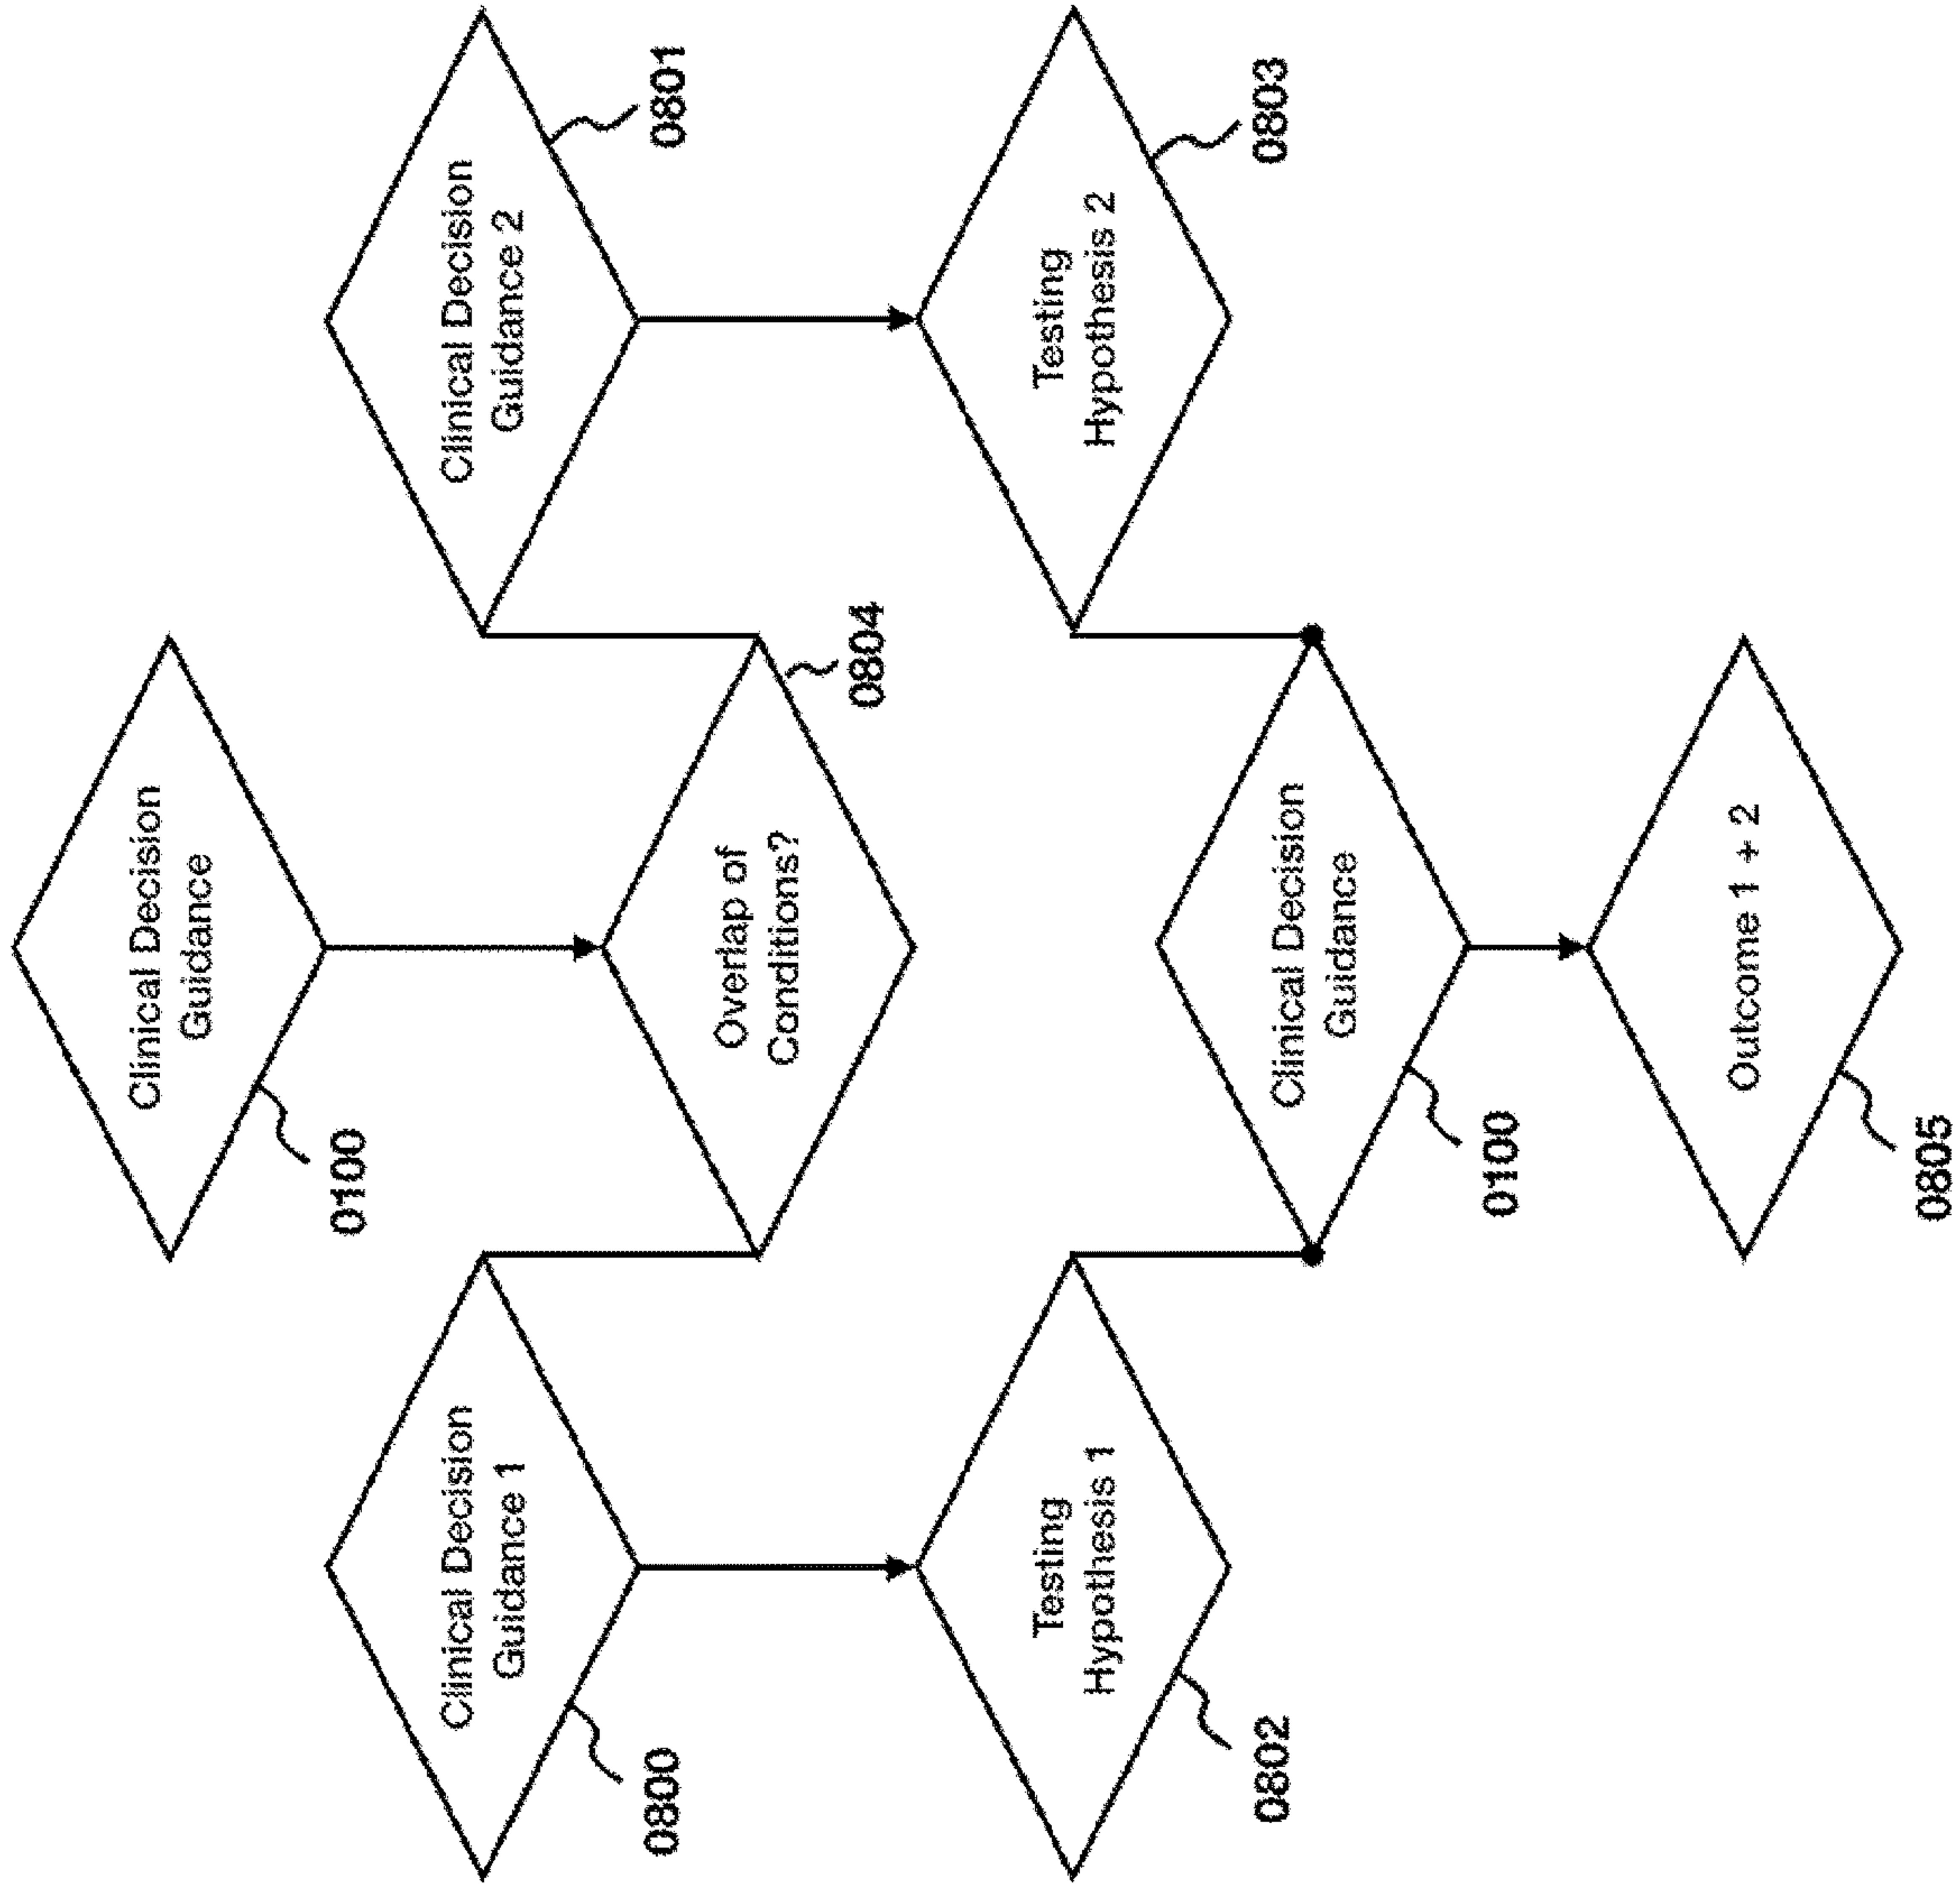 Clinical Decision
Guidance
0100
Clinical Decision
Guidance 1
0800
Clinical Decision
Guidance 2
0801
Overlap of
Conditions?
0804
Testing
Hypothesis 1
0802
Testing
Hypothesis 2
0803
Clinical Decision
Guidance
0100
Outcome 1 + 2
0805